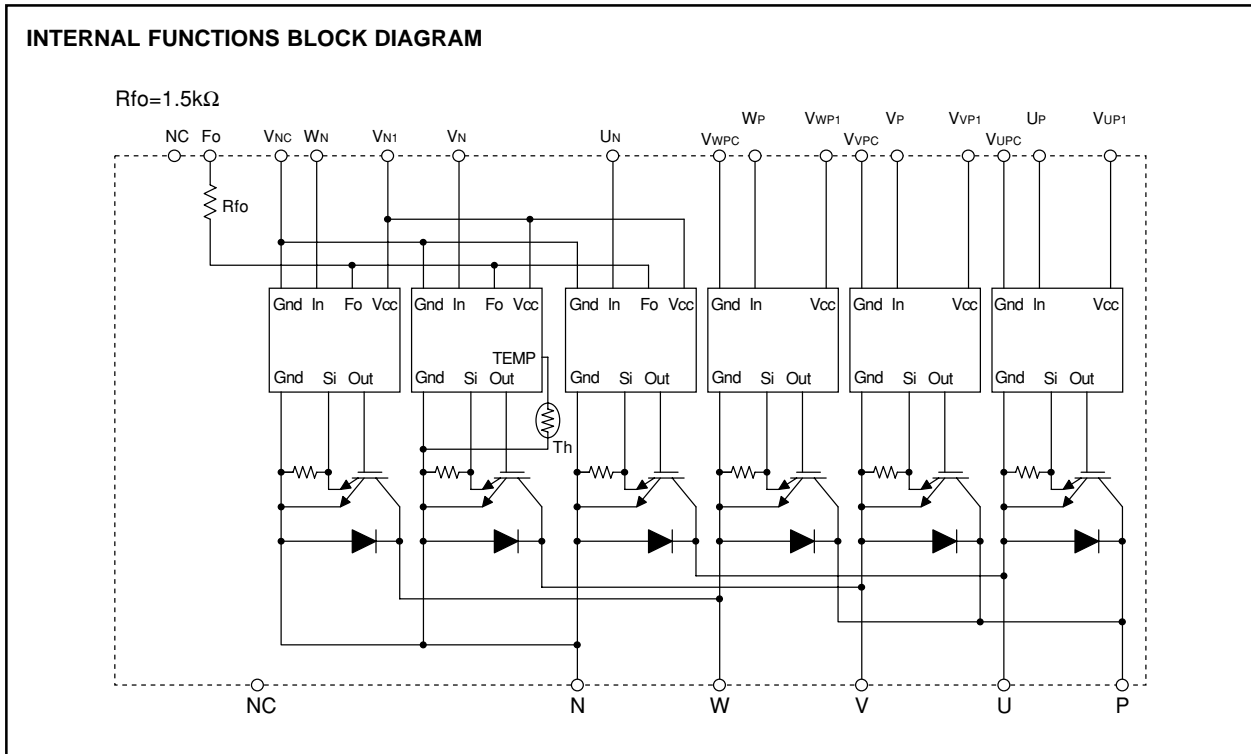 INTERNAL FUNCTIONS BLOCK DIAGRAM
Rfo=1.5kΩ
NC Fo VNC WN VN1 VN UN VWPC WP VWP1 VVPC VP VVP1 VUPC UP VUP1
Rfo
Gnd In Fo Vcc Gnd In Fo Vcc Gnd In Fo Vcc Gnd In Vcc Gnd In Vcc Gnd In Vcc
TEMP
Gnd Si Out Gnd Si Out Gnd Si Out Gnd Si Out Gnd Si Out Gnd Si Out
Th
NC N W V U P